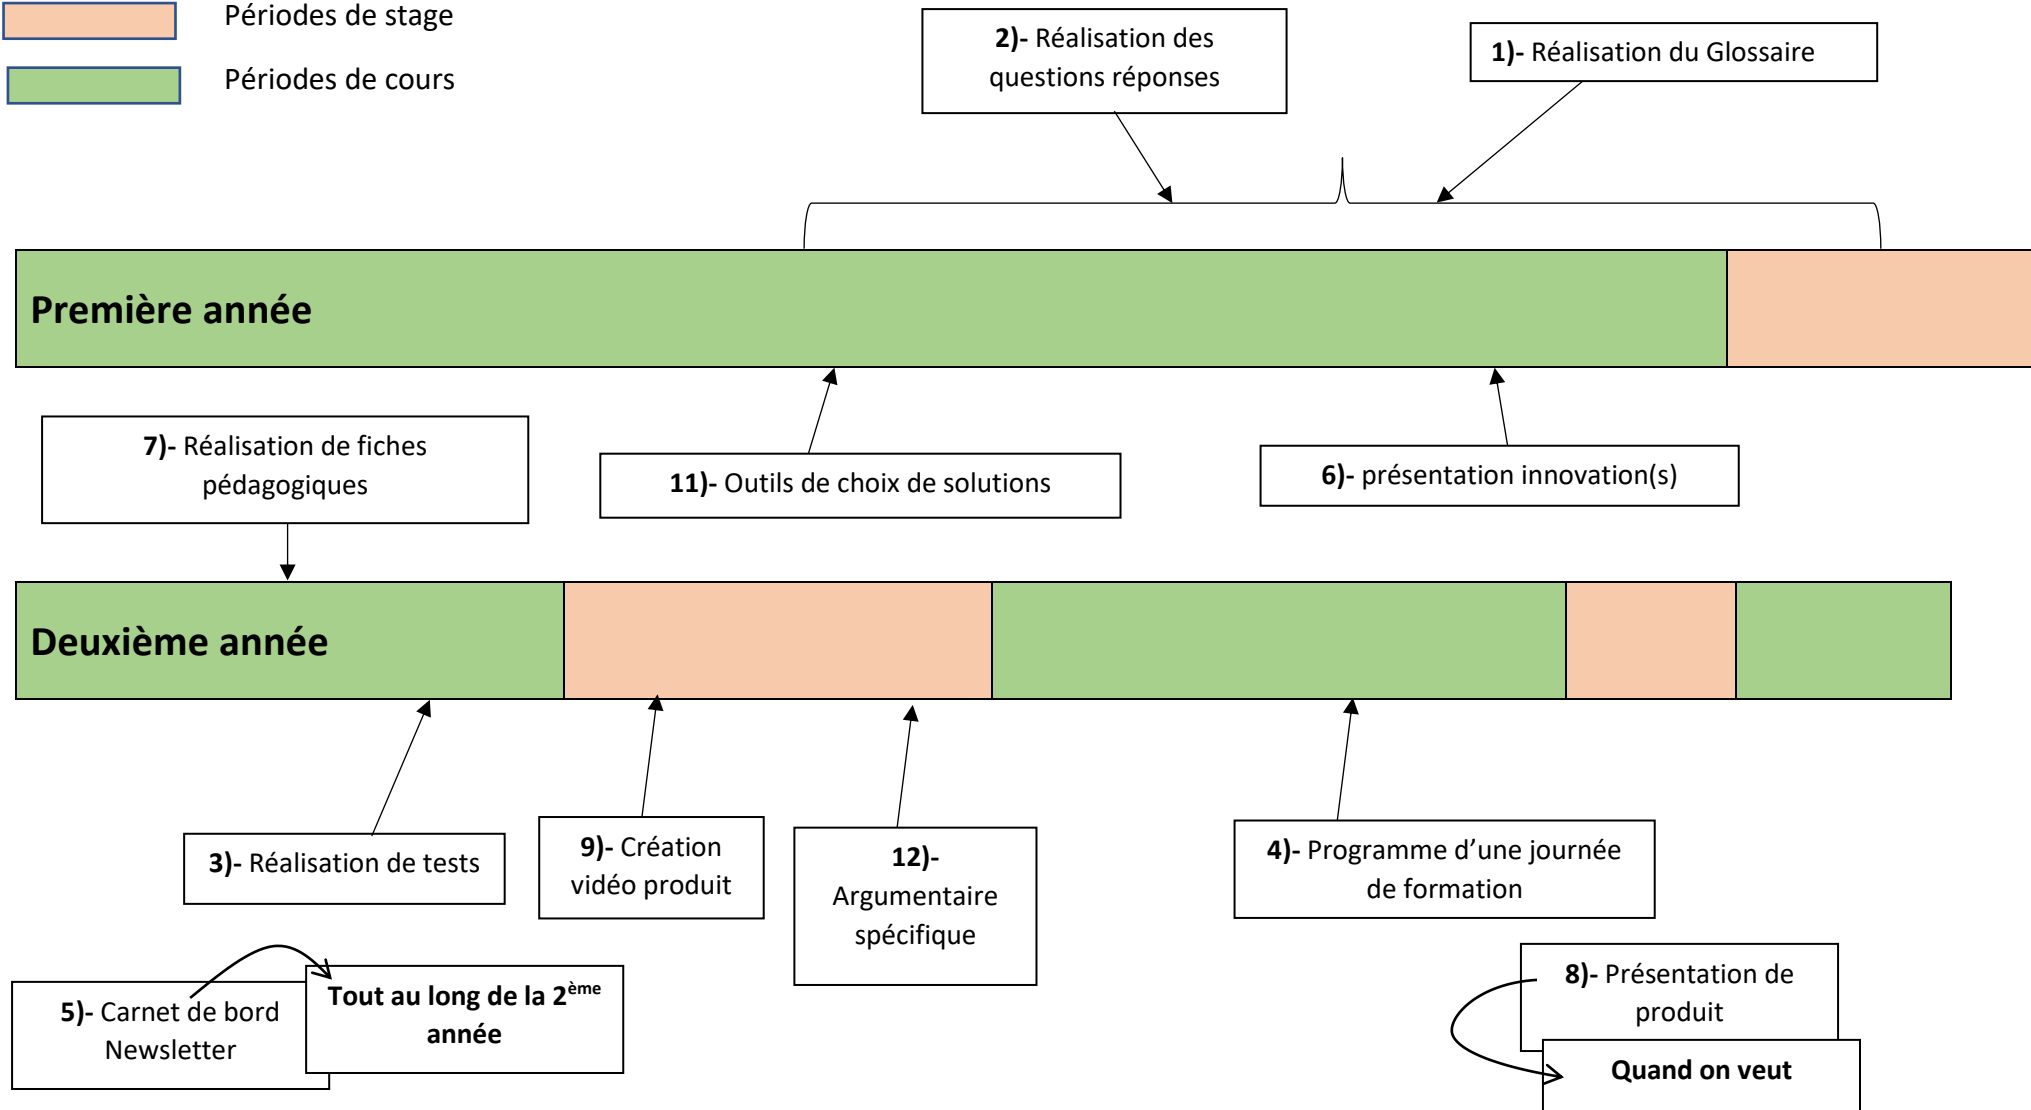 Périodes de stage
Périodes de cours
2)- Réalisation des
questions réponses
1)- Réalisation du Glossaire
Première année
7)- Réalisation de fiches
pédagogiques
11)- Outils de choix de solutions
6)- présentation innovation(s)
Deuxième année
3)- Réalisation de tests
9)- Création
vidéo produit
12)-
Argumentaire
spécifique
4)- Programme d’une journée
de formation
5)- Carnet de bord
Newsletter
Tout au long de la 2ème
année
8)- Présentation de
produit
Quand on veut